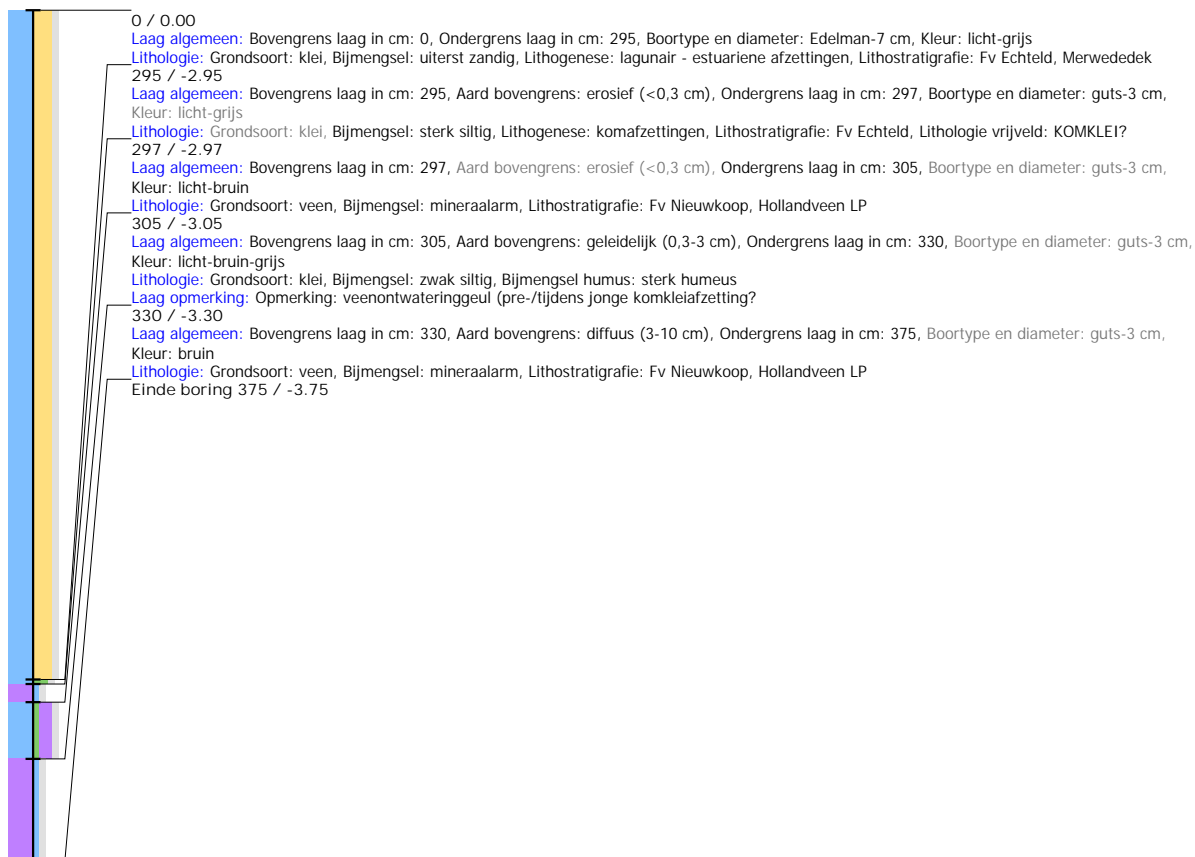 0 / 0.00
Laag algemeen: Bovengrens laag in cm: 0, Ondergrens laag in cm: 295, Boortype en diameter: Edelman-7 cm, Kleur: licht-grijs
Lithologie: Grondsoort: klei, Bijmengsel: uiterst zandig, Lithogenese: lagunair - estuariene afzettingen, Lithostratigrafie: Fv Echteld, Merwededek
295 / -2.95
Laag algemeen: Bovengrens laag in cm: 295, Aard bovengrens: erosief (<0,3 cm), Ondergrens laag in cm: 297, Boortype en diameter: guts-3 cm,
Kleur: licht-grijs
Lithologie: Grondsoort: klei, Bijmengsel: sterk siltig, Lithogenese: komafzettingen, Lithostratigrafie: Fv Echteld, Lithologie vrijveld: KOMKLEI?
297 / -2.97
Laag algemeen: Bovengrens laag in cm: 297, Aard bovengrens: erosief (<0,3 cm), Ondergrens laag in cm: 305, Boortype en diameter: guts-3 cm,
Kleur: licht-bruin
Lithologie: Grondsoort: veen, Bijmengsel: mineraalarm, Lithostratigrafie: Fv Nieuwkoop, Hollandveen LP
305 / -3.05
Laag algemeen: Bovengrens laag in cm: 305, Aard bovengrens: geleidelijk (0,3-3 cm), Ondergrens laag in cm: 330, Boortype en diameter: guts-3 cm,
Kleur: licht-bruin-grijs
Lithologie: Grondsoort: klei, Bijmengsel: zwak siltig, Bijmengsel humus: sterk humeus
Laag opmerking: Opmerking: veenontwateringgeul (pre-/tijdens jonge komkleiafzetting?
330 / -3.30
Laag algemeen: Bovengrens laag in cm: 330, Aard bovengrens: diffuus (3-10 cm), Ondergrens laag in cm: 375, Boortype en diameter: guts-3 cm,
Kleur: bruin
Lithologie: Grondsoort: veen, Bijmengsel: mineraalarm, Lithostratigrafie: Fv Nieuwkoop, Hollandveen LP
Einde boring 375 / -3.75